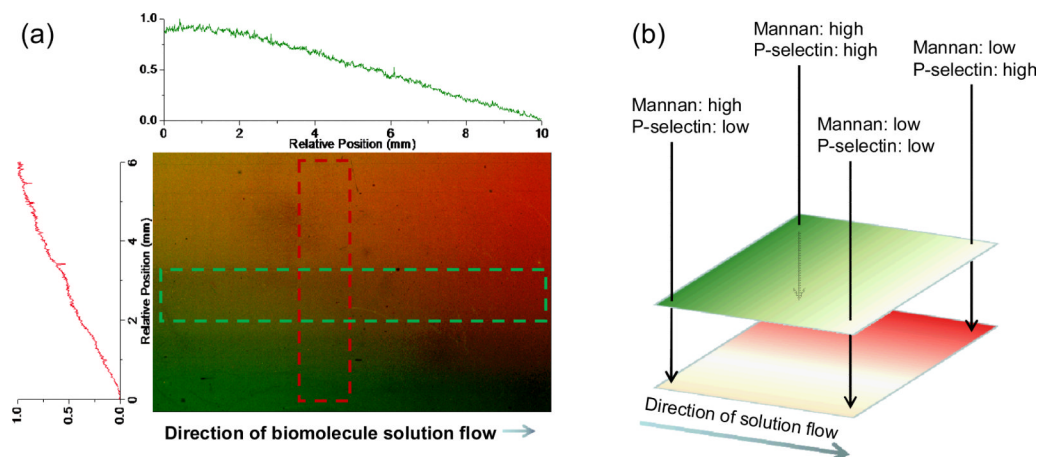 (a)
1.0
0.5
0.0
0
2
4
6
8
10
Relative Position (mm)
6
4
2
0
Relative Position (mm)
1.0
0.5
0.0
Direction of biomolecule solution flow
(b)
Mannan: high
P-selectin: high
Mannan: low
P-selectin: high
Mannan: high
P-selectin: low
Mannan: low
P-selectin: low
Direction of solution flow